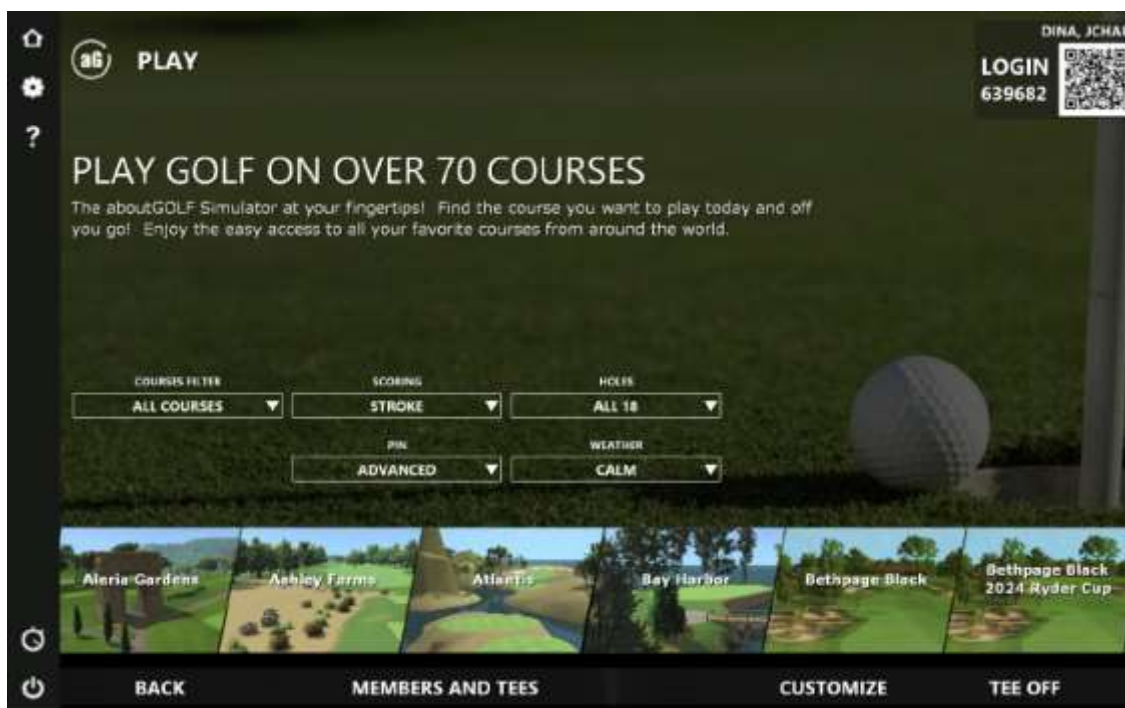 aG PLAY
DINA, JCHAR
LOGIN
639682
?
PLAY GOLF ON OVER 70 COURSES
The aboutGOLF Simulator at your fingertips! Find the course you want to play today and off
you go! Enjoy the easy access to all your favorite courses from around the world.
COURSES FILTER SCORING HOLES
ALL COURSES STROKE ALL 18
PIN WEATHER
ADVANCED CALM
Aleria Gardens Ashley Farms Atlantis Bay Harbor Bethpage Black Bethpage Black
2024 Ryder Cup
BACK MEMBERS AND TEES CUSTOMIZE TEE OFF